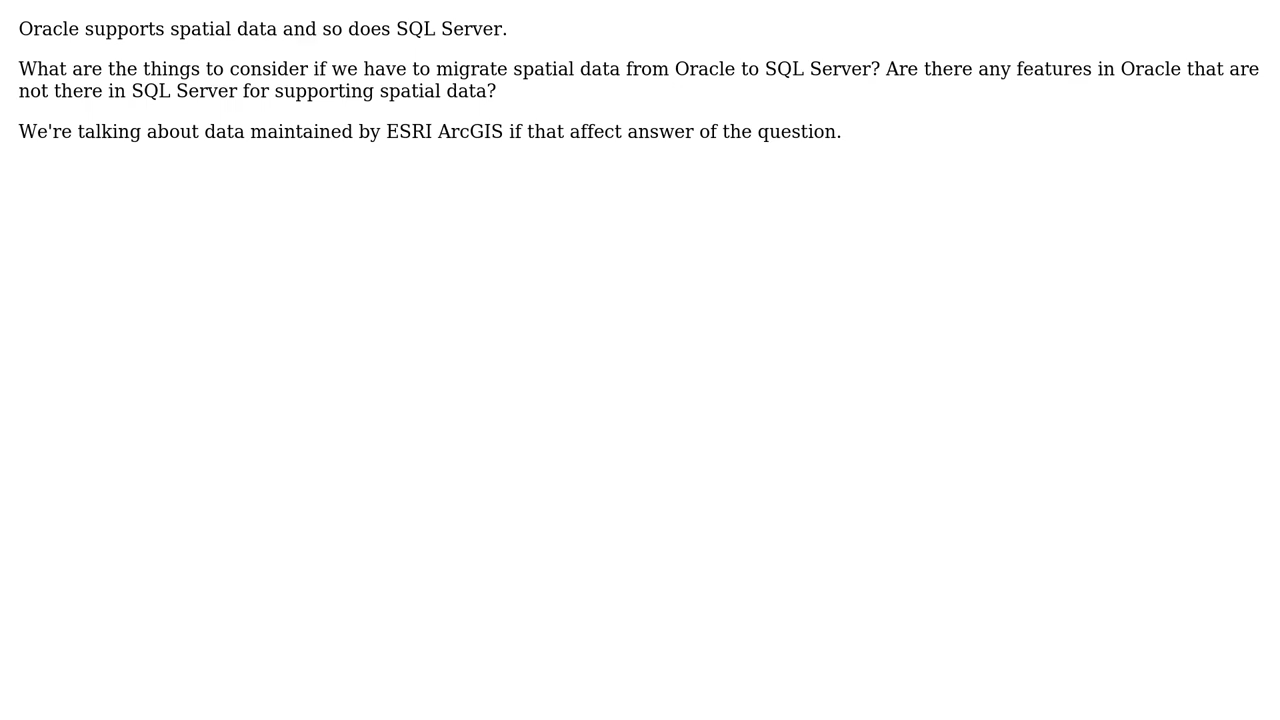 Oracle supports spatial data and so does SQL Server.
What are the things to consider if we have to migrate spatial data from Oracle to SQL Server? Are there any features in Oracle that are
not there in SQL Server for supporting spatial data?
We're talking about data maintained by ESRI ArcGIS if that affect answer of the question.